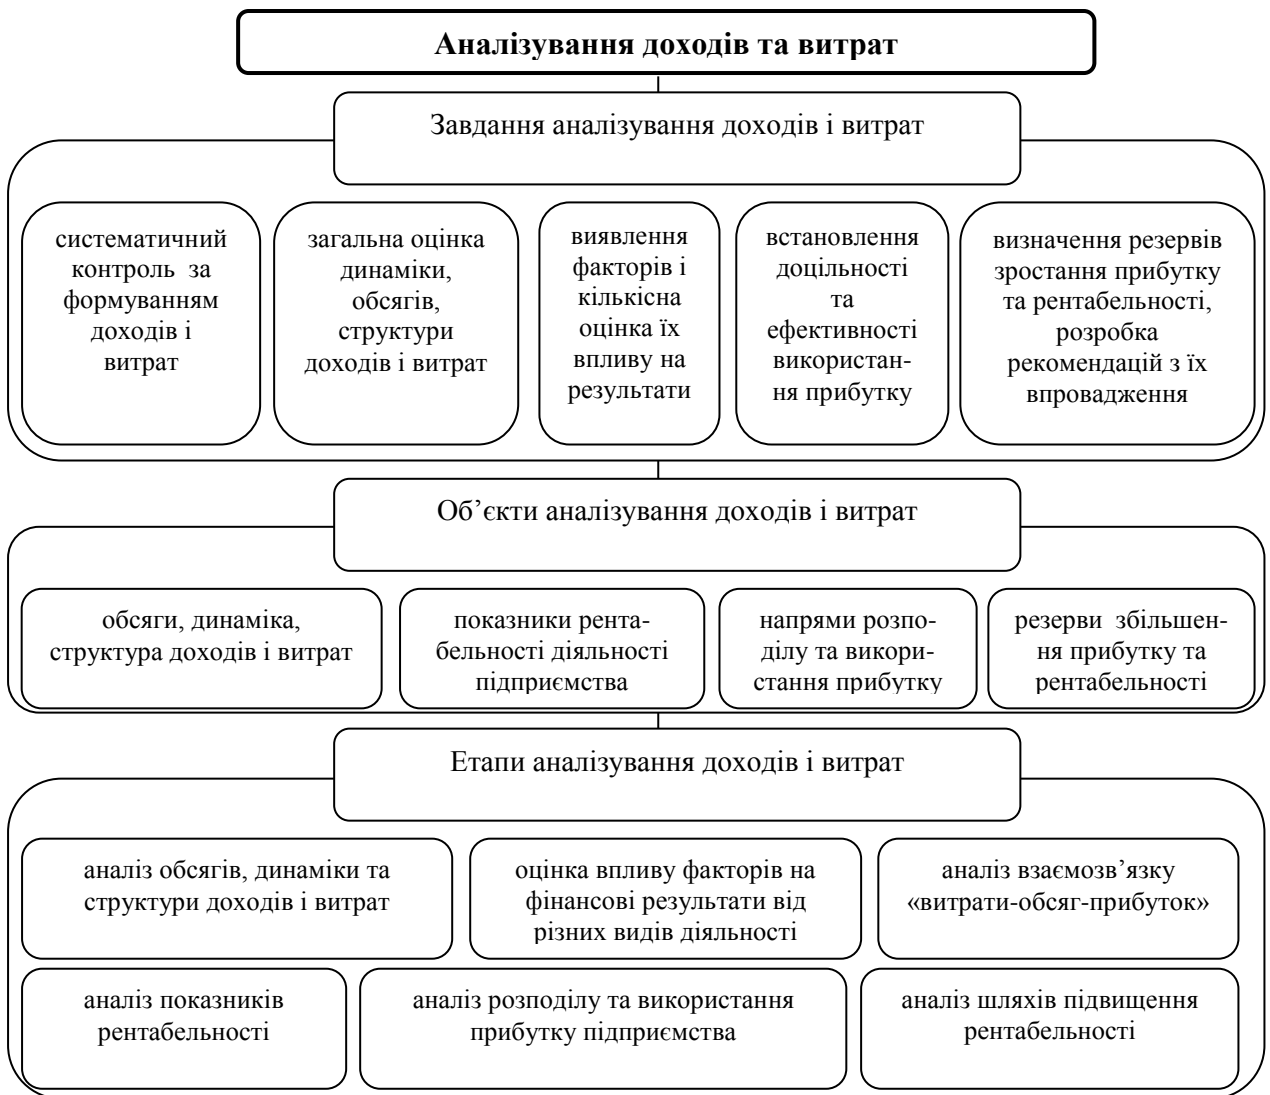 Аналізування доходів та витрат
Завдання аналізування доходів і витрат
систематичний
контроль за
формуванням
доходів і
витрат
загальна оцінка
динаміки,
обсягів,
структури
доходів і витрат
виявлення
факторів і
кількісна
оцінка їх
впливу на
результати
встановлення
доцільності
та
ефективності
використан-
ня прибутку
визначення резервів
зростання прибутку
та рентабельності,
розробка
рекомендацій з їх
впровадження
Об’єкти аналізування доходів і витрат
обсяги, динаміка,
структура доходів і витрат
показники рента-
бельності діяльності
підприємства
напрями розпо-
ділу та викори-
стання прибутку
резерви збільшен-
ня прибутку та
рентабельності
Етапи аналізування доходів і витрат
аналіз обсягів, динаміки та
структури доходів і витрат
оцінка впливу факторів на
фінансові результати від
різних видів діяльності
аналіз взаємозв’язку
«витрати-обсяг-прибуток»
аналіз показників
рентабельності
аналіз розподілу та використання
прибутку підприємства
аналіз шляхів підвищення
рентабельності